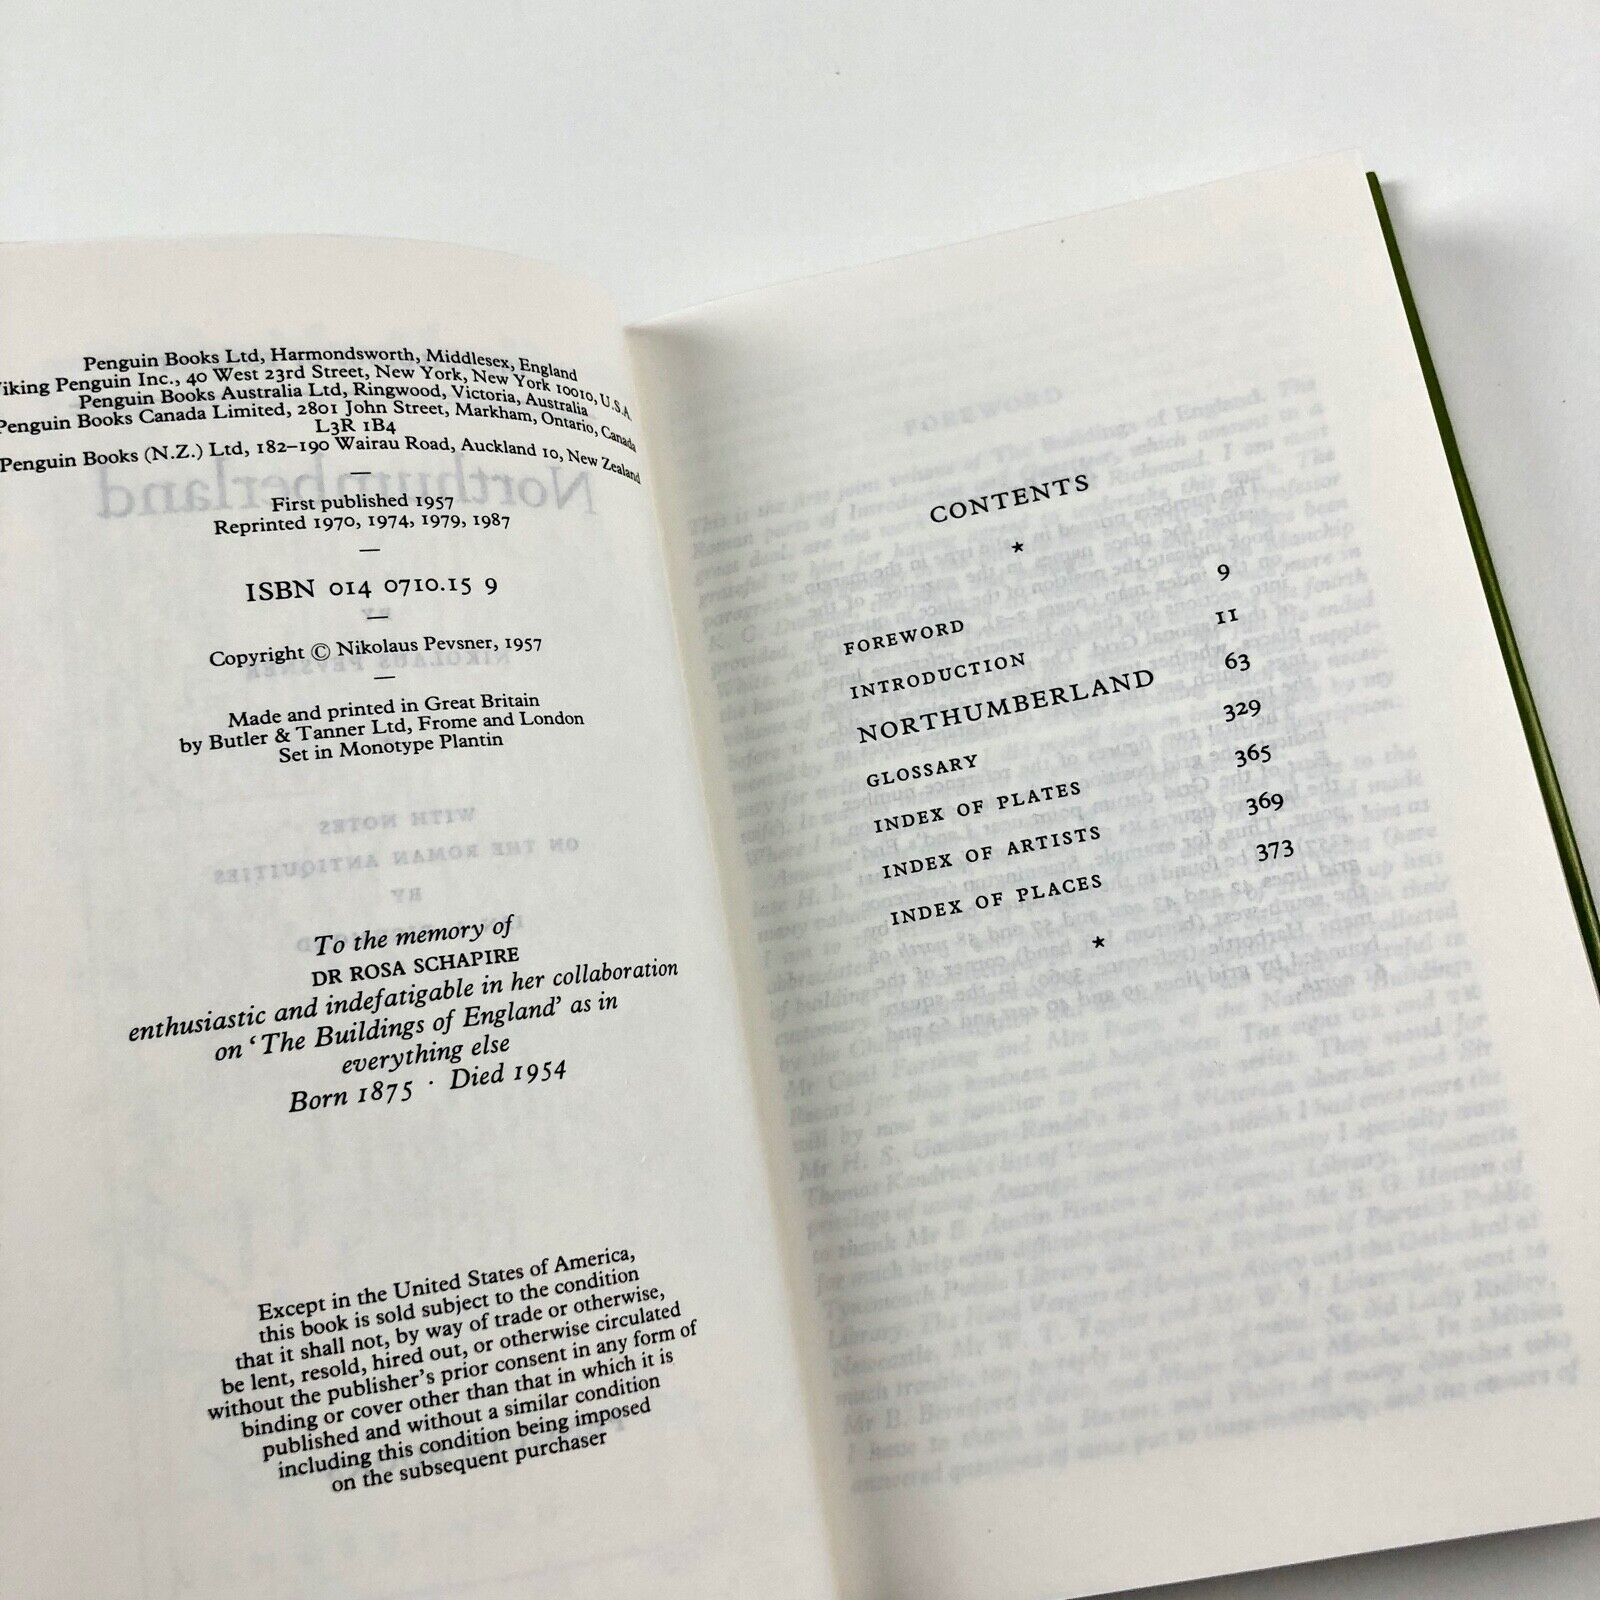 Penguin Books Ltd, Harmondsworth, Middlesex, England
Viking Penguin Inc., 40 West 23rd Street, New York, New York 10010, U.S.A.
Penguin Books Australia Ltd, Ringwood, Victoria, Australia
Penguin Books Canada Limited, 2801 John Street, Markham, Ontario, Canada
L3R 1B4
Penguin Books (N.Z.) Ltd, 182–190 Wairau Road, Auckland 10, New Zealand
—
First published 1957
Reprinted 1970, 1974, 1979, 1987
—
ISBN 014 0710.15 9
—
Copyright © Nikolaus Pevsner, 1957
—
Made and printed in Great Britain
by Butler & Tanner Ltd, Frome and London
Set in Monotype Plantin
To the memory of
DR ROSA SCHAPIRE
enthusiastic and indefatigable in her collaboration
on ‘The Buildings of England’ as in
everything else
Born 1875 · Died 1954
Except in the United States of America,
this book is sold subject to the condition
that it shall not, by way of trade or otherwise,
be lent, resold, hired out, or otherwise circulated
without the publisher's prior consent in any form of
binding or cover other than that in which it is
published and without a similar condition
including this condition being imposed
on the subsequent purchaser
CONTENTS
★
FOREWORD 9
INTRODUCTION 11
NORTHUMBERLAND 63
GLOSSARY 329
INDEX OF PLATES 365
INDEX OF ARTISTS 369
INDEX OF PLACES 373
★